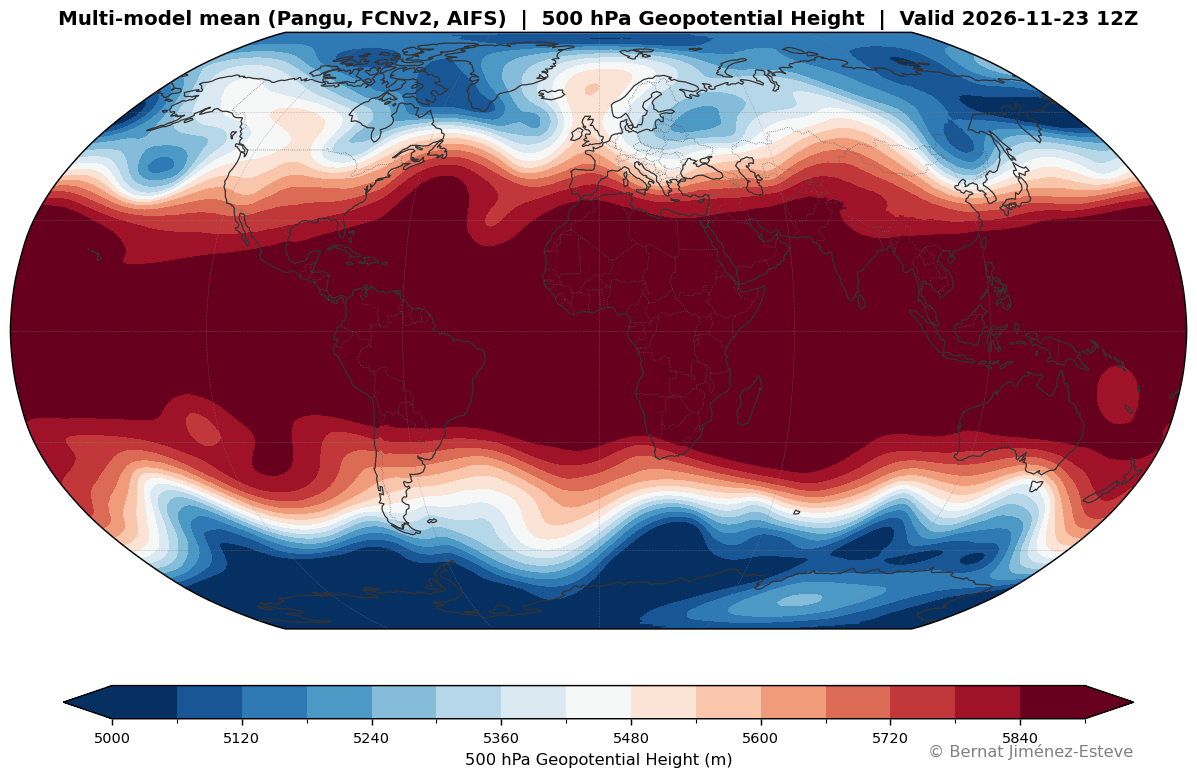 Multi-model mean (Pangu, FCNv2, AIFS) | 500 hPa Geopotential Height | Valid 2026-11-23 12Z
5000 5120 5240 5360 5480 5600 5720 5840
500 hPa Geopotential Height (m)
© Bernat Jiménez-Esteve